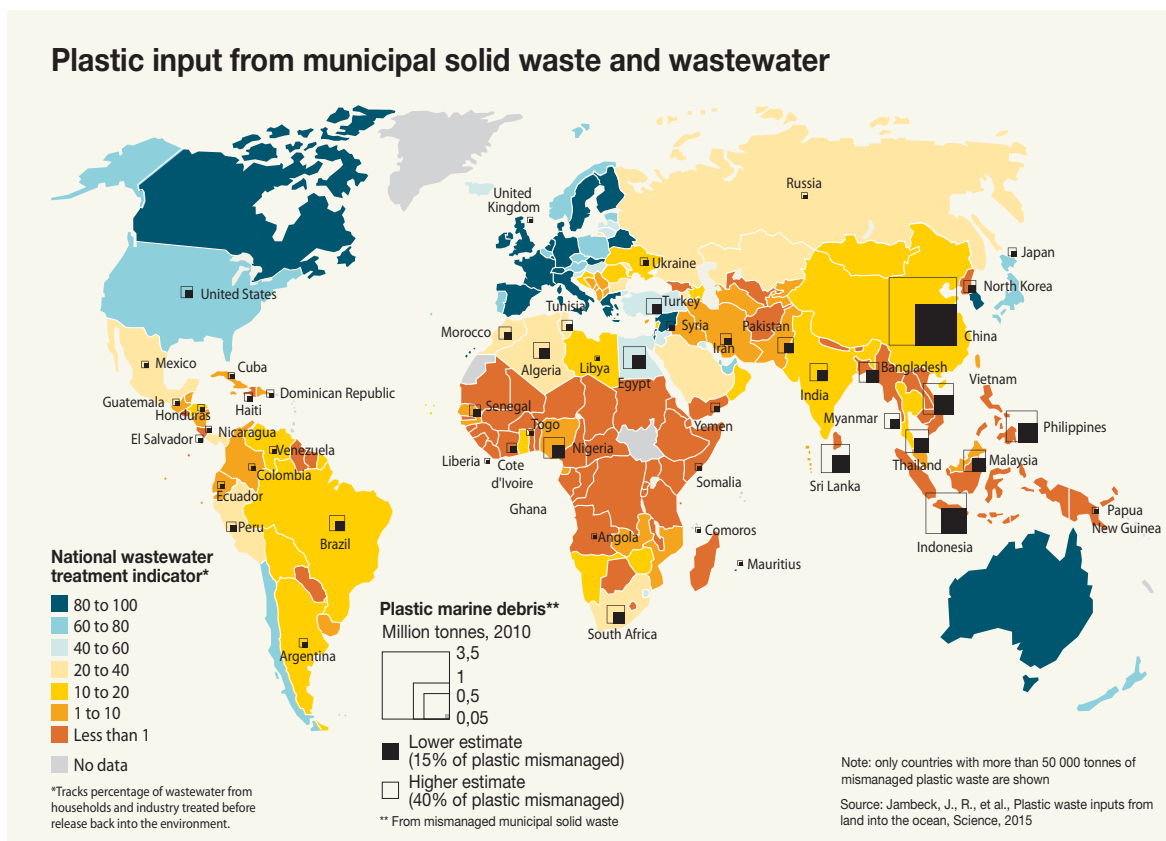 Plastic input from municipal solid waste and wastewater
Russia
United
Kingdom
Japan
Ukraine
North Korea
United States
Tunisia
Turkey
Morocco
Syria
Pakistan
China
Iran
Mexico
Cuba
Algeria
Libya
Bangladesh
Egypt
Vietnam
Dominican Republic
India
Guatemala
Haiti
Honduras
Senegal
Myanmar
Yemen
Togo
Philippines
El Salvador
Nicaragua
Nigeria
Venezuela
Thailand
Malaysia
Liberia
Cote
d'Ivoire
Colombia
Somalia
Sri Lanka
Ecuador
Ghana
Papua
New Guinea
Peru
Comoros
Angola
Brazil
Indonesia
Mauritius
South Africa
Argentina
National wastewater
treatment indicator*
80 to 100
60 to 80
40 to 60
20 to 40
10 to 20
1 to 10
Less than 1
No data
*Tracks percentage of wastewater from
households and industry treated before
release back into the environment.
Plastic marine debris**
Million tonnes, 2010
3,5
1
0,5
0,05
Lower estimate
(15% of plastic mismanaged)
Higher estimate
(40% of plastic mismanaged)
** From mismanaged municipal solid waste
Note: only countries with more than 50 000 tonnes of
mismanaged plastic waste are shown
Source: Jambeck, J., R., et al., Plastic waste inputs from
land into the ocean, Science, 2015